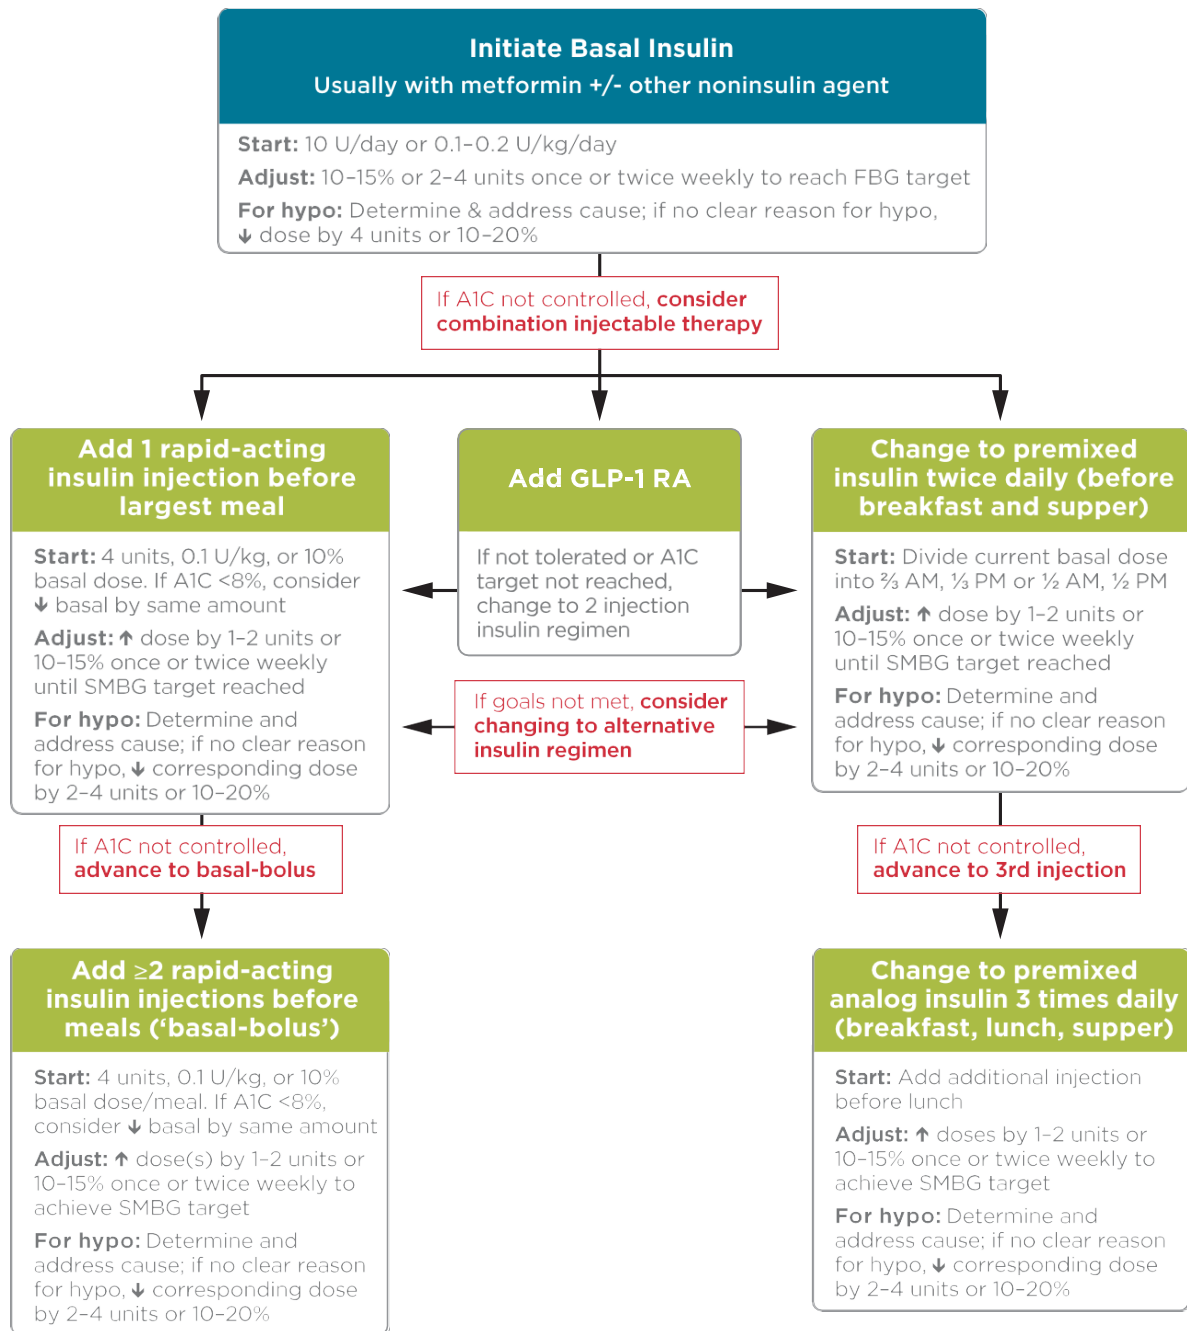 Initiate Basal Insulin
Usually with metformin +/- other noninsulin agent
Start: 10 U/day or 0.1–0.2 U/kg/day
Adjust: 10–15% or 2–4 units once or twice weekly to reach FBG target
For hypo: Determine & address cause; if no clear reason for hypo,
↓ dose by 4 units or 10–20%
If A1C not controlled, consider
combination injectable therapy
Add 1 rapid-acting
insulin injection before
largest meal
Start: 4 units, 0.1 U/kg, or 10%
basal dose. If A1C <8%, consider
↓ basal by same amount
Adjust: ↑ dose by 1–2 units or
10–15% once or twice weekly
until SMBG target reached
For hypo: Determine and
address cause; if no clear reason
for hypo, ↓ corresponding dose
by 2–4 units or 10–20%
Add GLP-1 RA
If not tolerated or A1C
target not reached,
change to 2 injection
insulin regimen
If goals not met, consider
changing to alternative
insulin regimen
Change to premixed
insulin twice daily (before
breakfast and supper)
Start: Divide current basal dose
into ⅔ AM, ⅓ PM or ½ AM, ½ PM
Adjust: ↑ dose by 1–2 units or
10–15% once or twice weekly
until SMBG target reached
For hypo: Determine and
address cause; if no clear reason
for hypo, ↓ corresponding dose
by 2–4 units or 10–20%
If A1C not controlled,
advance to basal-bolus
If A1C not controlled,
advance to 3rd injection
Add ≥2 rapid-acting
insulin injections before
meals (‘basal-bolus’)
Start: 4 units, 0.1 U/kg, or 10%
basal dose/meal. If A1C <8%,
consider ↓ basal by same amount
Adjust: ↑ dose(s) by 1–2 units or
10–15% once or twice weekly to
achieve SMBG target
For hypo: Determine and
address cause; if no clear reason
for hypo, ↓ corresponding dose
by 2–4 units or 10–20%
Change to premixed
analog insulin 3 times daily
(breakfast, lunch, supper)
Start: Add additional injection
before lunch
Adjust: ↑ doses by 1–2 units or
10–15% once or twice weekly to
achieve SMBG target
For hypo: Determine and
address cause; if no clear reason
for hypo, ↓ corresponding dose
by 2–4 units or 10–20%